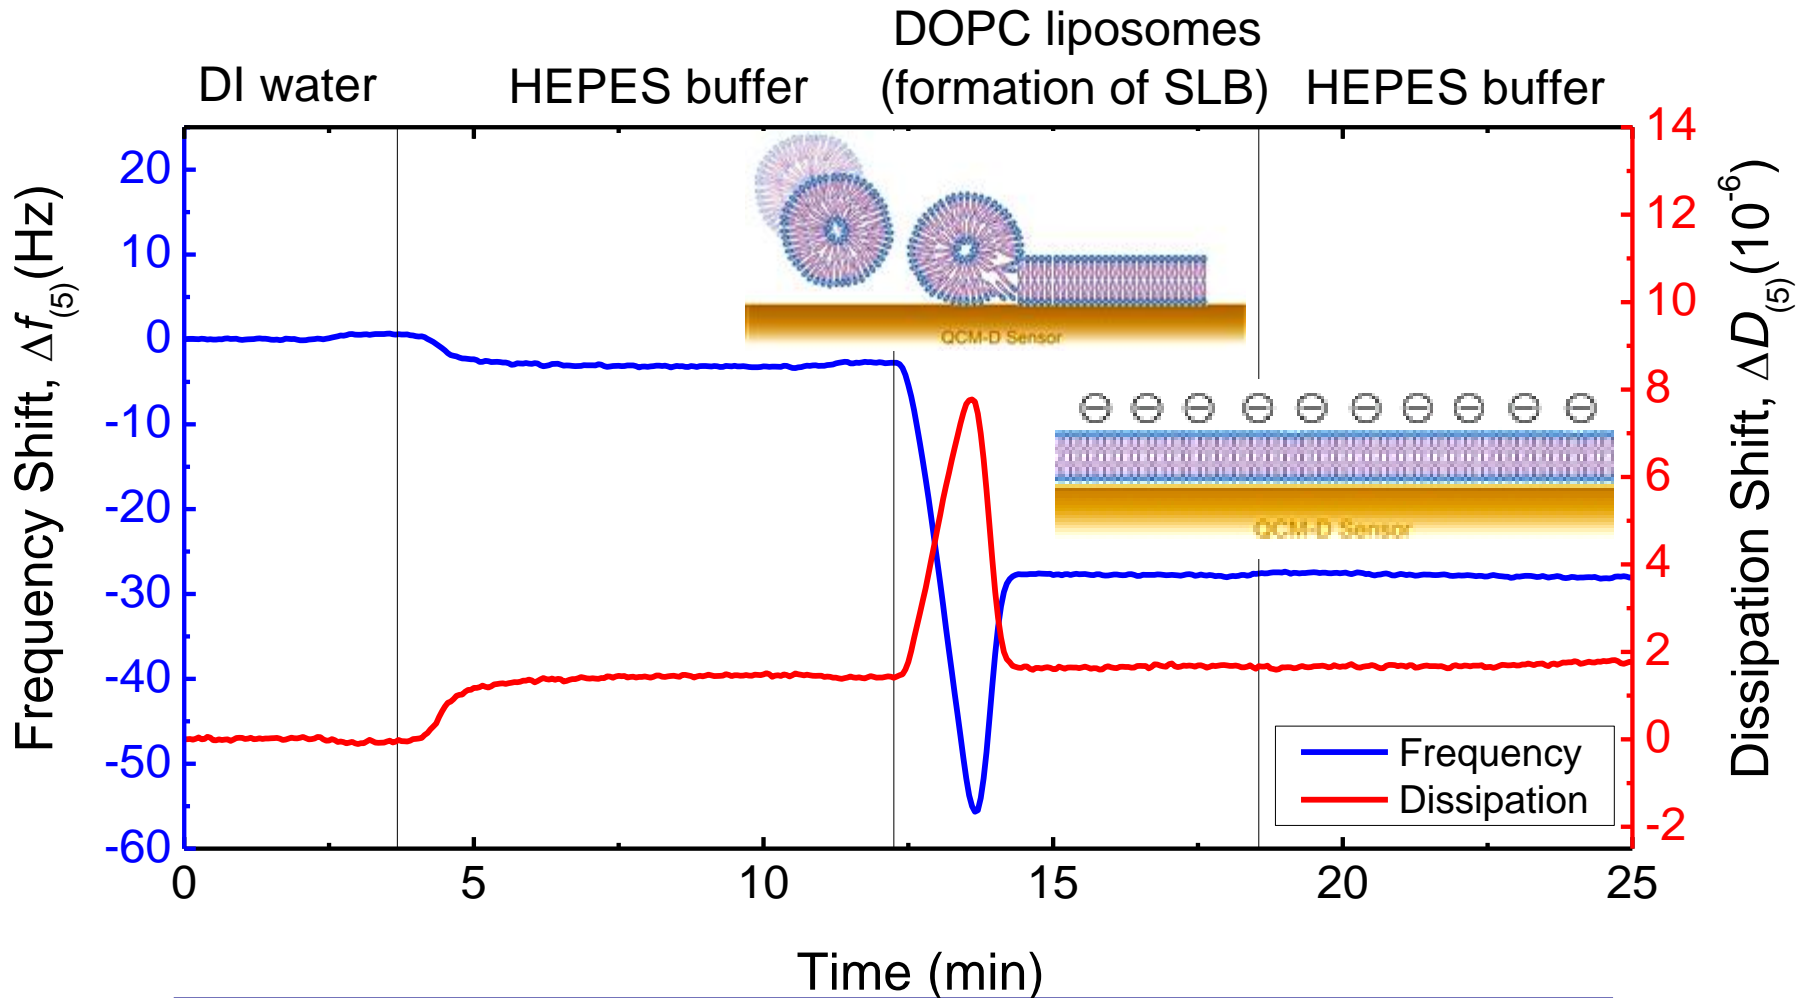 DOPC liposomes
DI water HEPES buffer (formation of SLB) HEPES buffer
Frequency Shift, Δf(5)(Hz)
20
10
0
-10
-20
-30
-40
-50
-60
QCM-D Sensor
⊖ ⊖ ⊖ ⊖ ⊖ ⊖ ⊖ ⊖ ⊖ ⊖
QCM-D Sensor
Frequency
Dissipation
14
12
10
8
6
4
2
0
-2
Dissipation Shift, ΔD(5)(10-6)
0 5 10 15 20 25
Time (min)